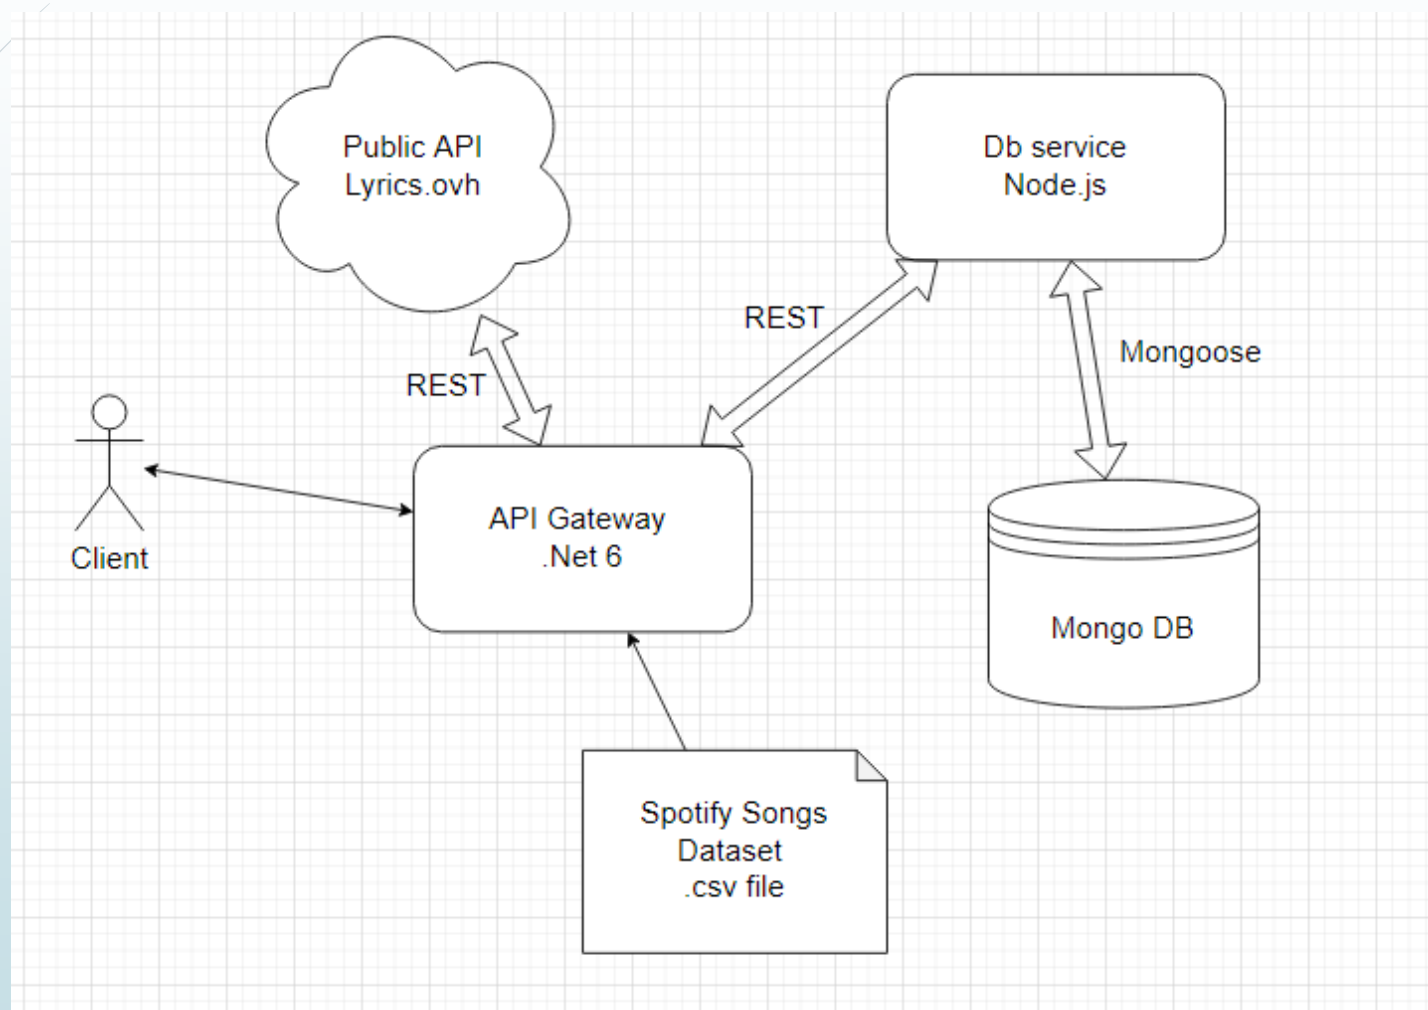 Public API
Lyrics.ovh
Db service
Node.js
REST
Mongoose
REST
API Gateway
.Net 6
Client
Mongo DB
Spotify Songs
Dataset
.csv file